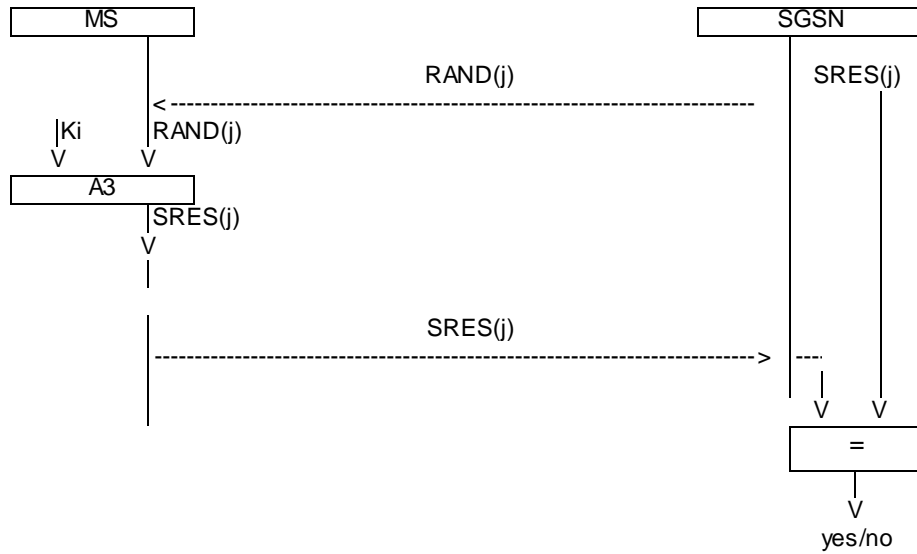 MS SGSN
RAND(j) SRES(j)
< -----------------------------------------------------------------
Ki RAND(j)
V V
A3
SRES(j)
V
SRES(j)
-------------------------------------------------------------------> ----
V V
=
V
yes/no